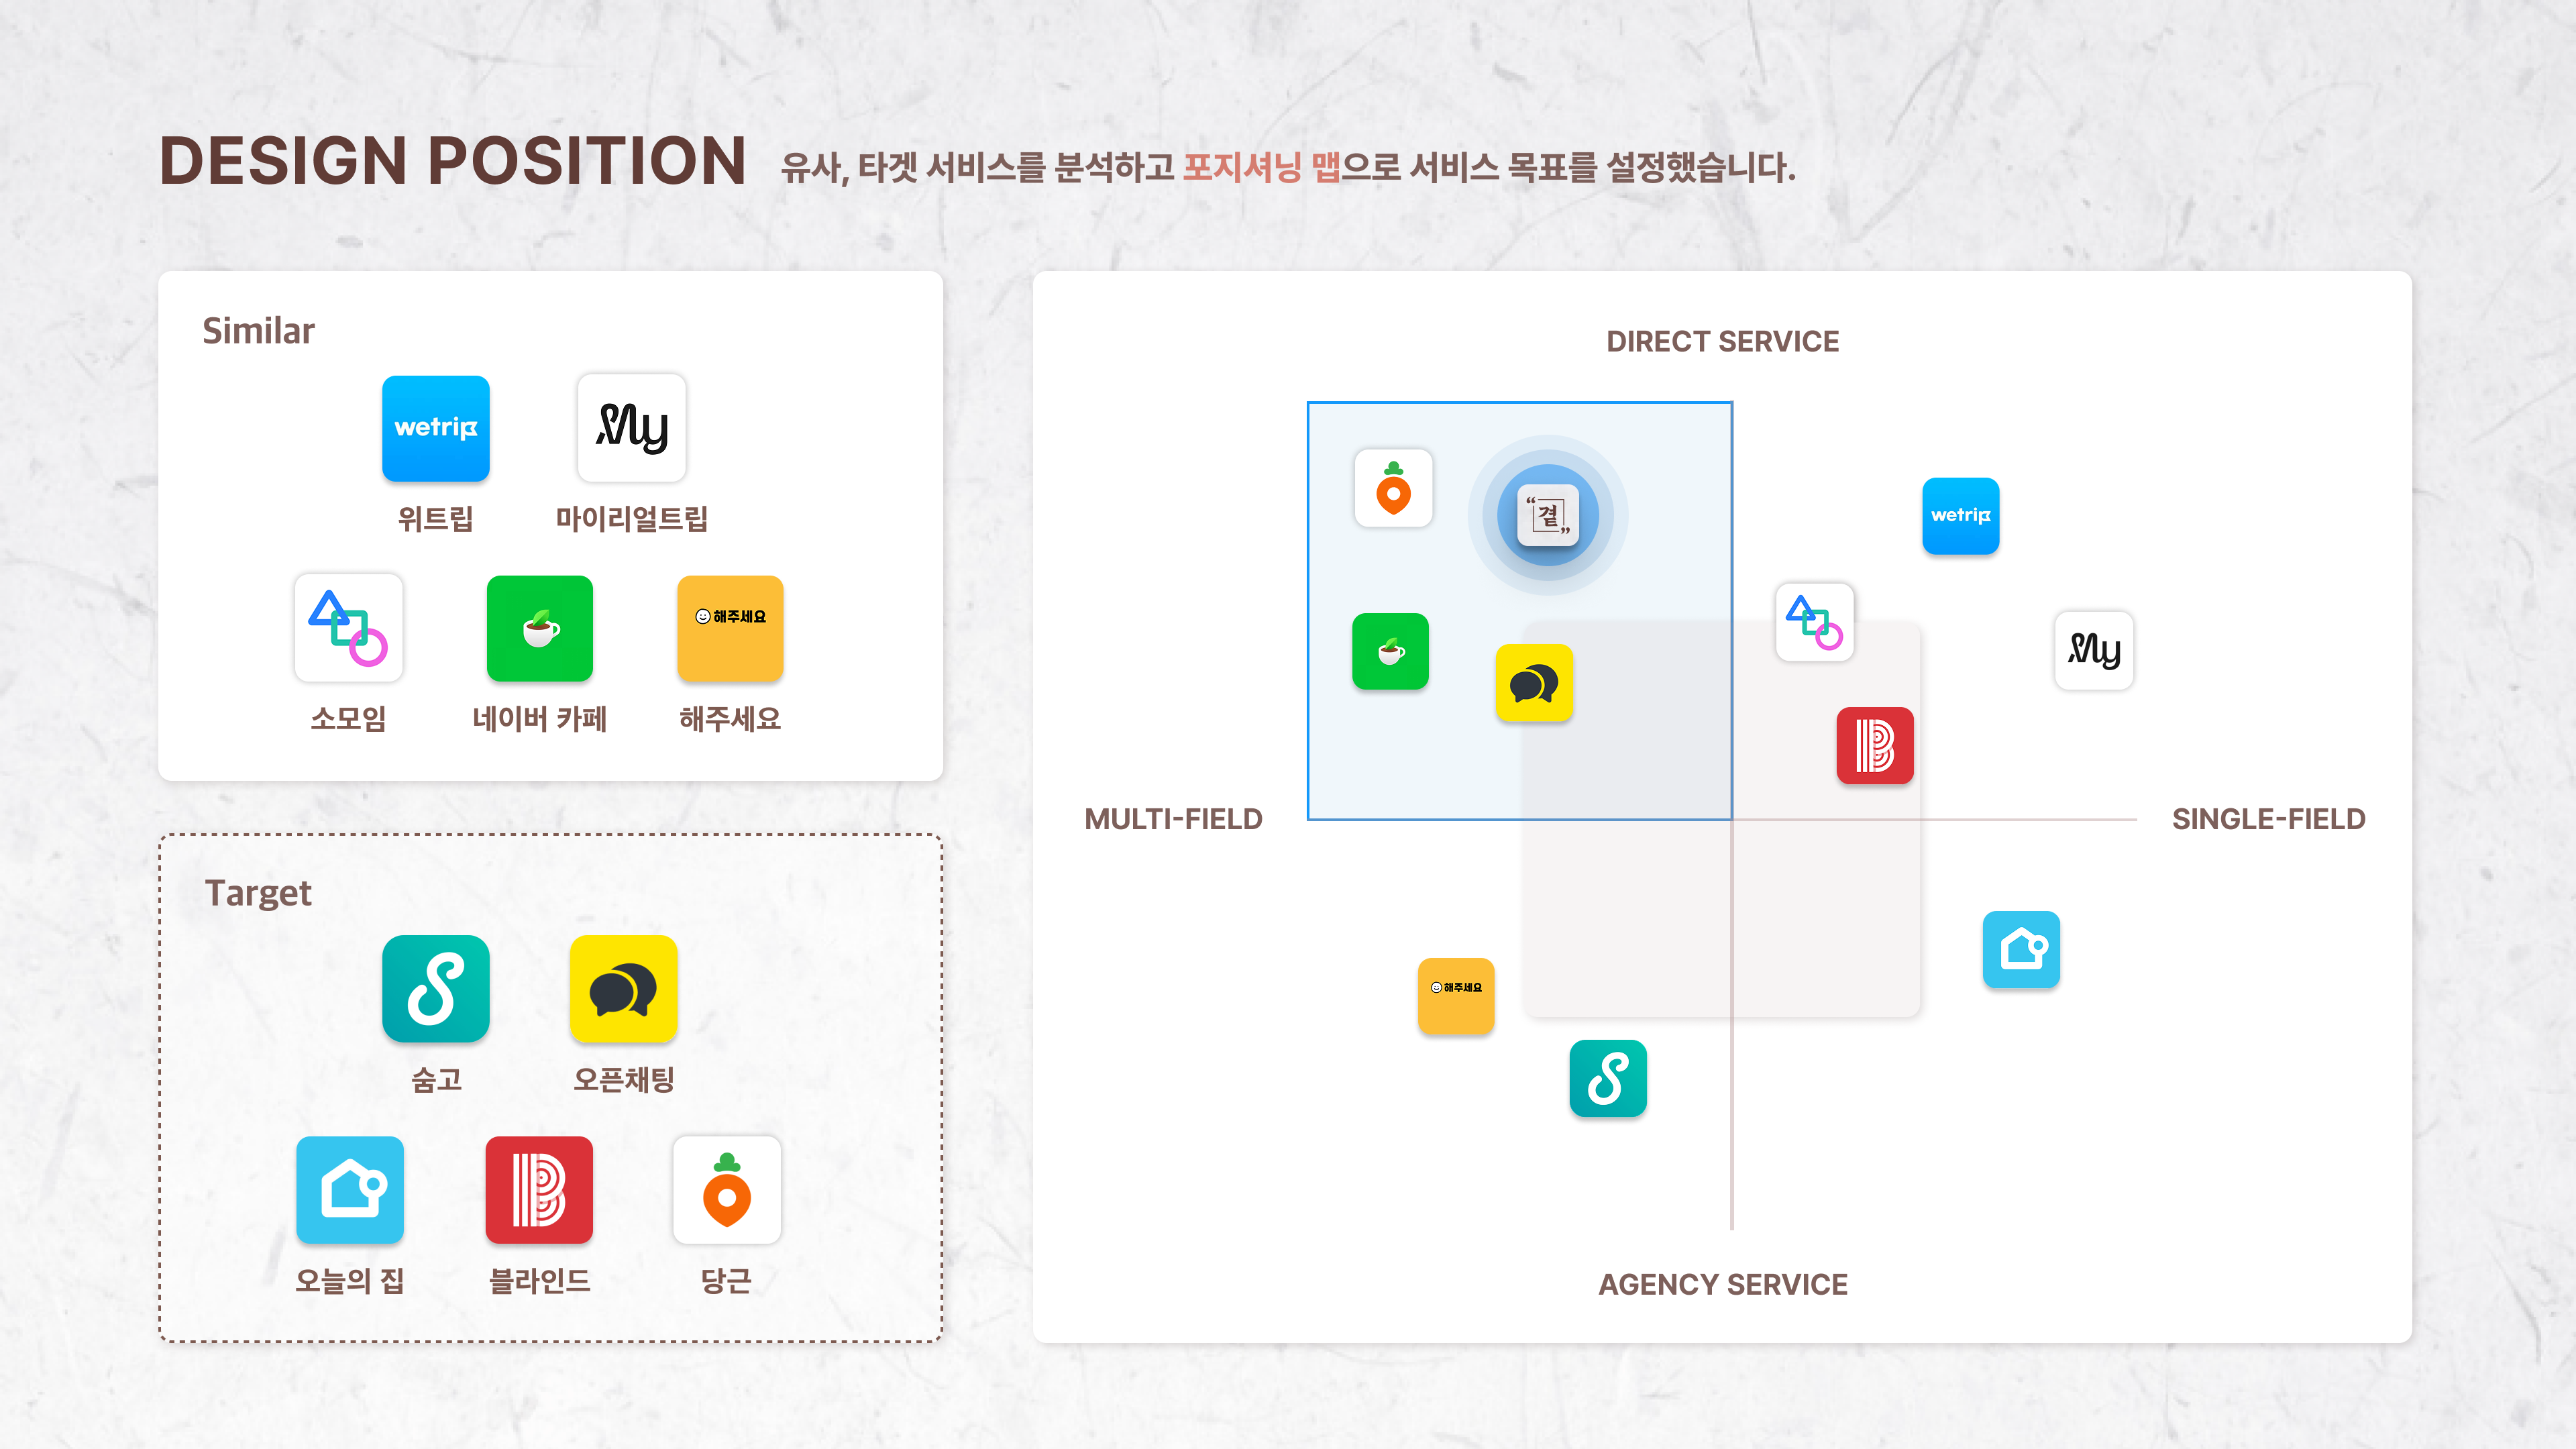 DESIGN POSITION 유사, 타겟 서비스를 분석하고 포지셔닝 맵으로 서비스 목표를 설정했습니다.
Similar
wetrip
My
위트립
마이리얼트립
해주세요
소모임
네이버 카페
해주세요
Target
숨고
오픈채팅
오늘의 집
블라인드
당근
DIRECT SERVICE
“곁”
wetrip
My
MULTI-FIELD
SINGLE-FIELD
해주세요
AGENCY SERVICE